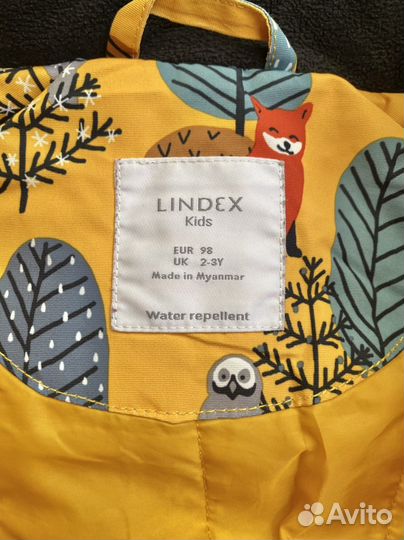 LINDEX
Kids
EUR 98
UK 2-3Y
Made in Myanmar
Water repellent
Avito